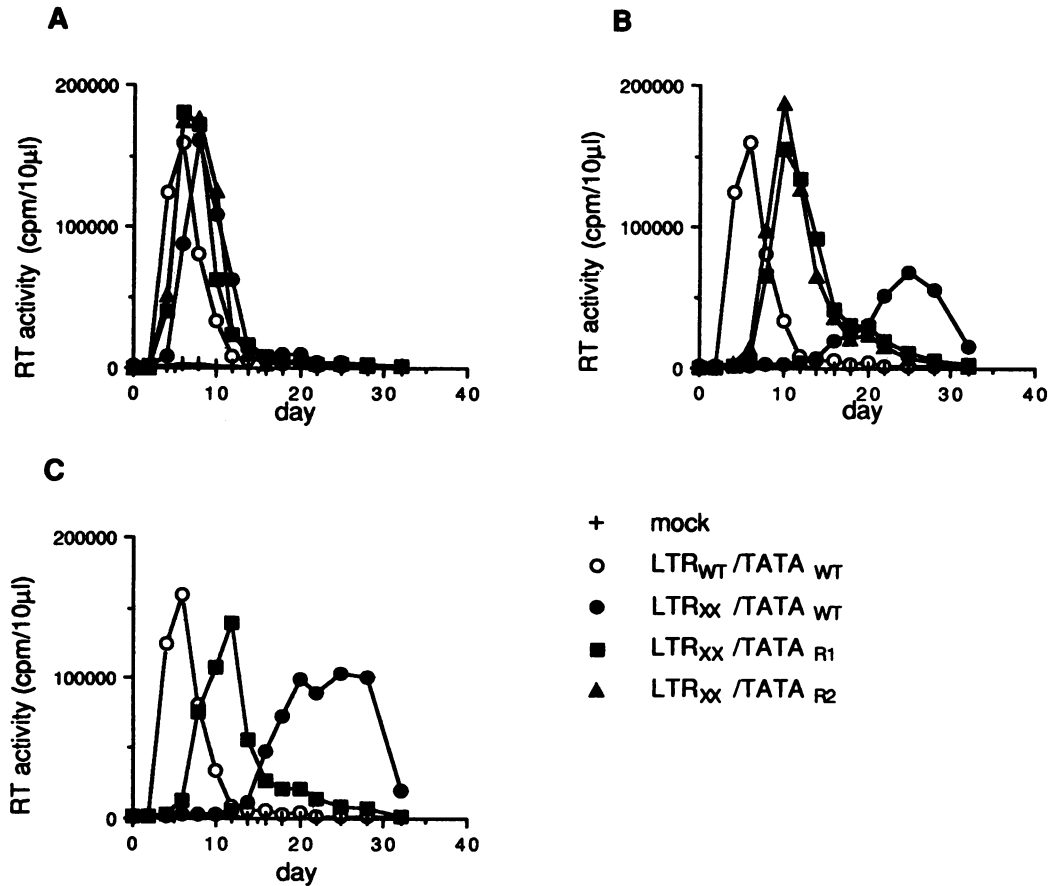 A
200000
100000
0
RT activity (cpm/10µl)
0 10 20 30 40
day
B
200000
100000
0
RT activity (cpm/10µl)
0 10 20 30 40
day
C
200000
100000
0
RT activity (cpm/10µl)
0 10 20 30 40
day
mock
LTRWT /TATA WT
LTRXX /TATA WT
LTRXX /TATA R1
LTRXX /TATA R2